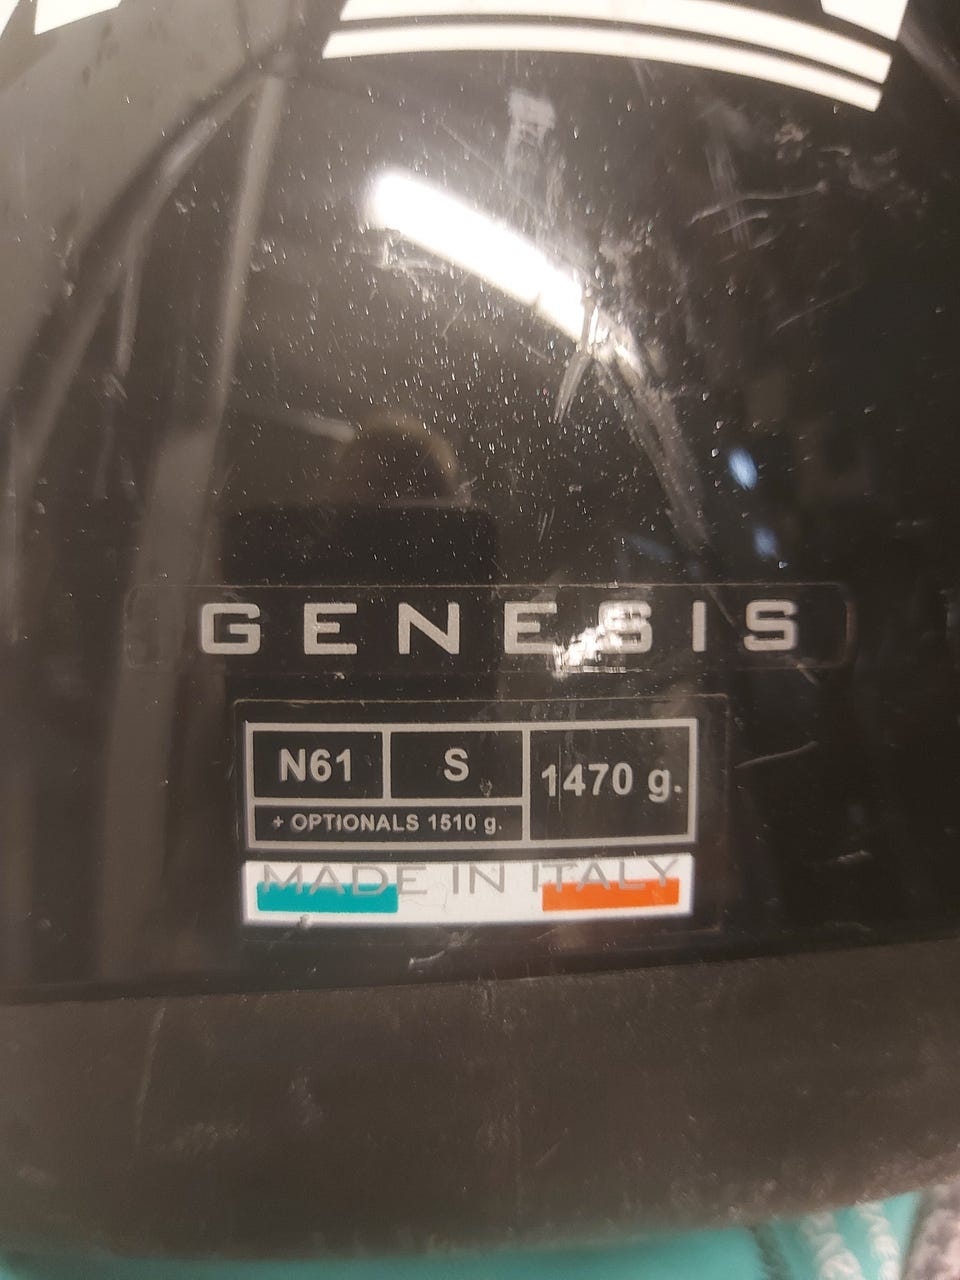 GENESIS
N61 S 1470 g.
+ OPTIONALS 1510 g.
MADE IN ITALY